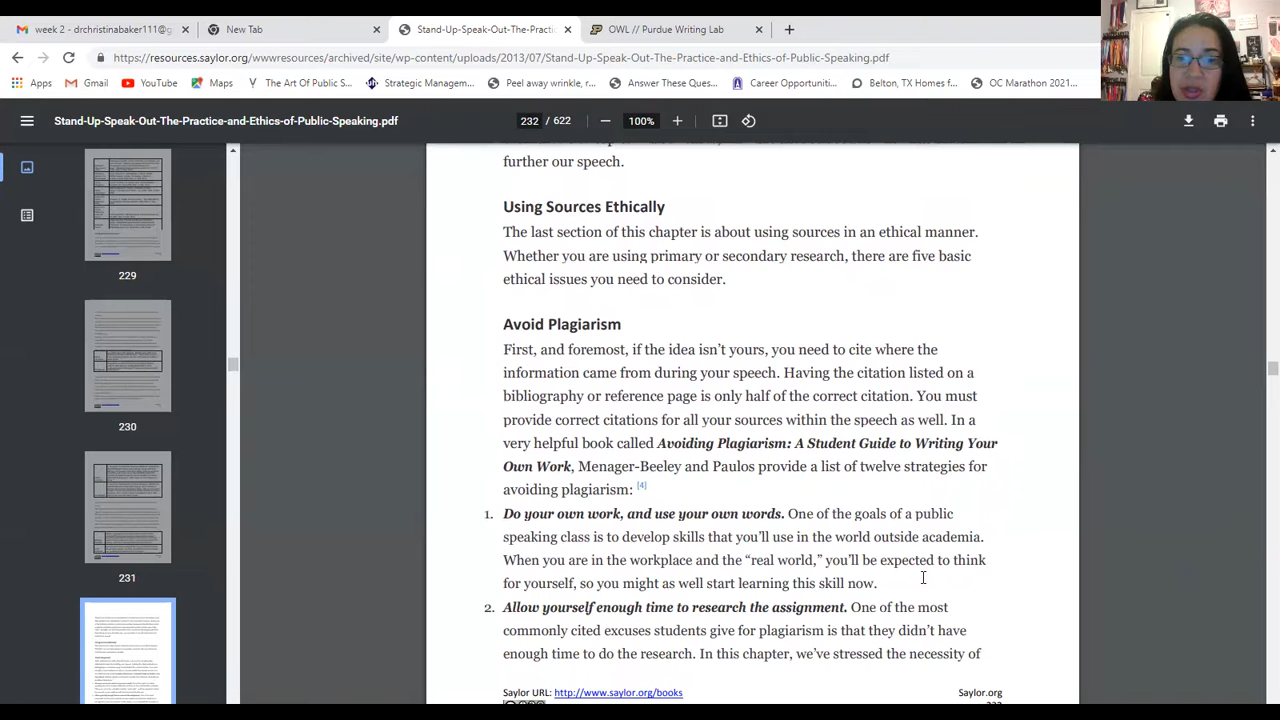 week 2 - drchristinabaker111@g
New Tab
Stand-Up-Speak-Out-The-Practic
OWL // Purdue Writing Lab
https://resources.saylor.org/wwwresources/archived/site/wp-content/uploads/2013/07/Stand-Up-Speak-Out-The-Practice-and-Ethics-of-Public-Speaking.pdf
Apps
Gmail
YouTube
Maps
The Art Of Public S...
Strategic Managem...
Peel away wrinkle, r...
Answer These Ques...
Career Opportuniti...
Belton, TX Homes f...
OC Marathon 2021...
Stand-Up-Speak-Out-The-Practice-and-Ethics-of-Public-Speaking.pdf
232 / 622
100%
further our speech.
Using Sources Ethically
The last section of this chapter is about using sources in an ethical manner.
Whether you are using primary or secondary research, there are five basic
ethical issues you need to consider.
Avoid Plagiarism
First, and foremost, if the idea isn’t yours, you need to cite where the
information came from during your speech. Having the citation listed on a
bibliography or reference page is only half of the correct citation. You must
provide correct citations for all your sources within the speech as well. In a
very helpful book called Avoiding Plagiarism: A Student Guide to Writing Your
Own Work, Menager-Beeley and Paulos provide a list of twelve strategies for
avoiding plagiarism: [4]
1. Do your own work, and use your own words. One of the goals of a public
speaking class is to develop skills that you’ll use in the world outside academia.
When you are in the workplace and the “real world,” you’ll be expected to think
for yourself, so you might as well start learning this skill now.
2. Allow yourself enough time to research the assignment. One of the most
commonly cited excuses students give for plagiarism is that they didn’t have
enough time to do the research. In this chapter, we’ve stressed the necessity of
Saylor URL: http://www.saylor.org/books
Saylor.org
229
230
231